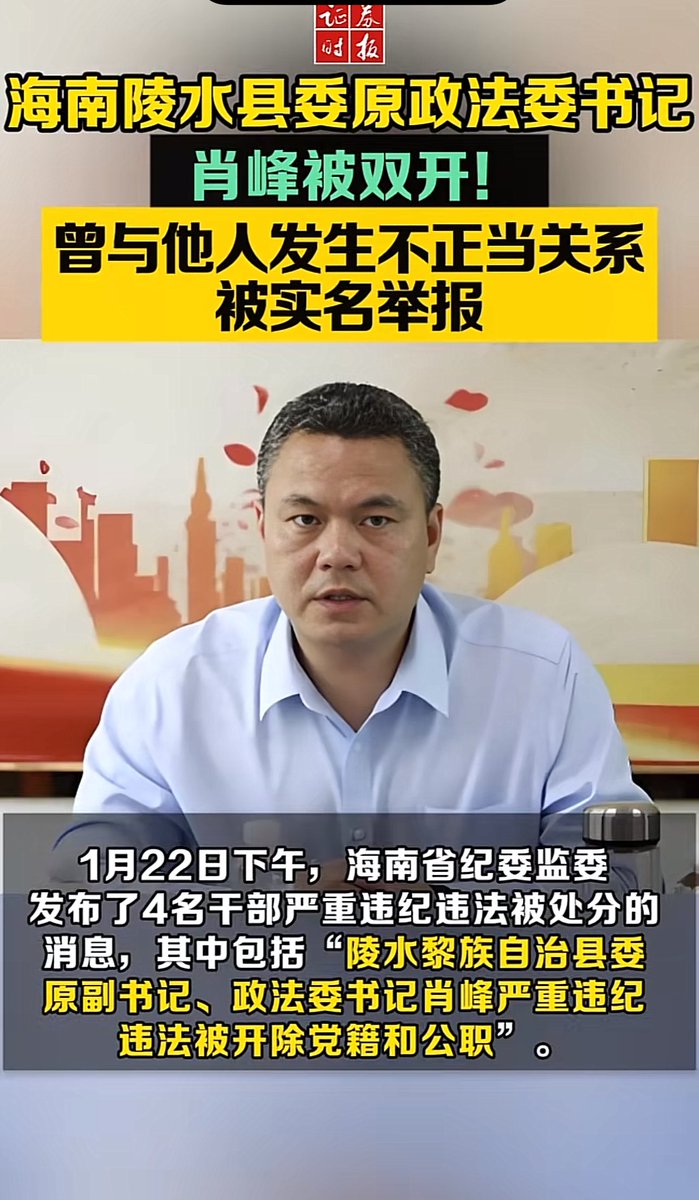 证券
时报
海南陵水县委原政法委书记
肖峰被双开！
曾与他人发生不正当关系
被实名举报
1月22日下午，海南省纪委监委
发布了4名干部严重违纪违法被处分的
消息，其中包括“陵水黎族自治县委
原副书记、政法委书记肖峰严重违纪
违法被开除党籍和公职”。